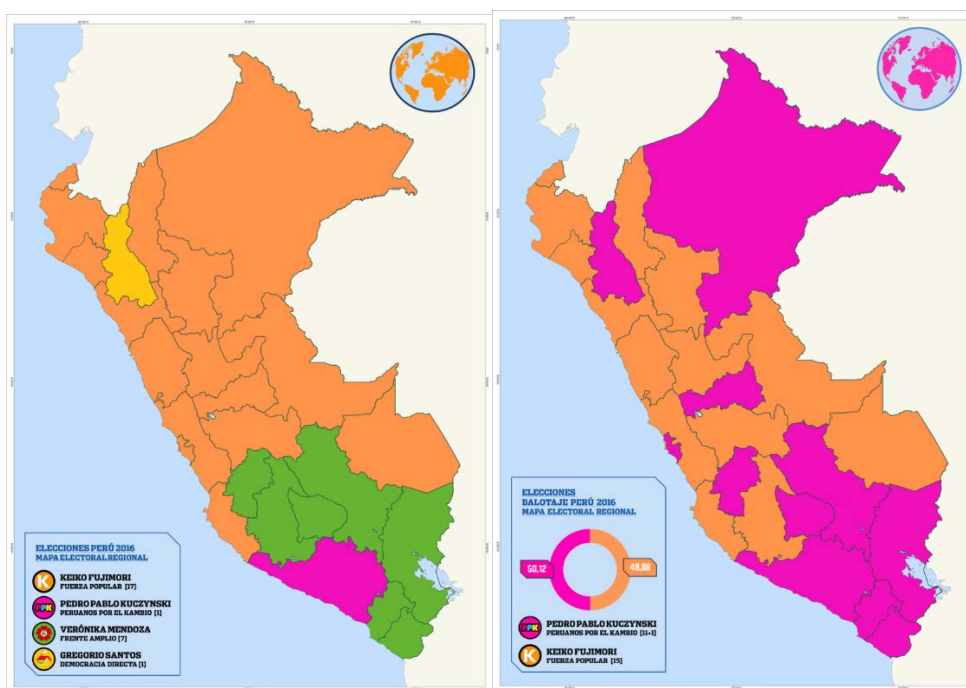 ELECCIONES PERÚ 2016
MAPA ELECTORAL REGIONAL
K
KEIKO FUJIMORI
FUERZA POPULAR [17]
PPK
PEDRO PABLO KUCZYNSKI
PERUANOS POR EL KAMBIO [1]
VERÓNIKA MENDOZA
FRENTE AMPLIO [7]
GREGORIO SANTOS
DEMOCRACIA DIRECTA [1]
ELECCIONES
BALOTAJE PERÚ 2016
MAPA ELECTORAL REGIONAL
50,12
49,88
PPK
PEDRO PABLO KUCZYNSKI
PERUANOS POR EL KAMBIO [11+1]
K
KEIKO FUJIMORI
FUERZA POPULAR [15]